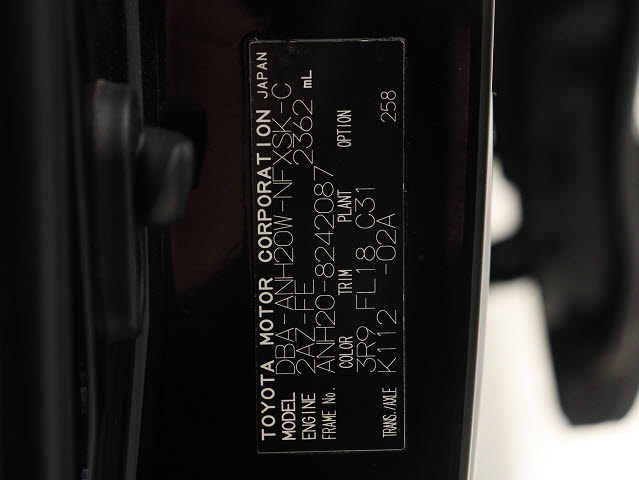 TOYOTA MOTOR CORPORATION JAPAN
MODEL DBA-ANH20W-NFXSK-C
ENGINE 2AZ-FE 2362 mL
FRAME No. ANH20-8242087
COLOR TRIM PLANT OPTION
3R9 FL18 C31
TRANS./AXLE K112 -02A 258